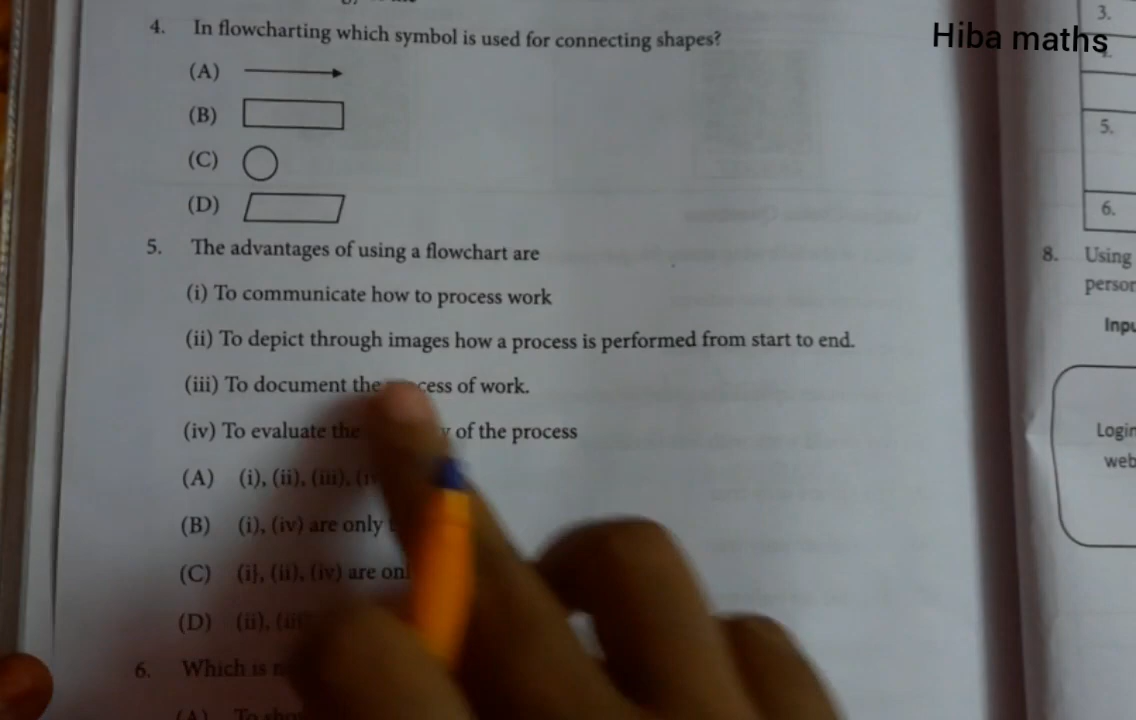 Hiba maths
4. In flowcharting which symbol is used for connecting shapes?
(A)
(B)
(C)
(D)
5. The advantages of using a flowchart are
(i) To communicate how to process work
(ii) To depict through images how a process is performed from start to end.
(iii) To document the of work.
(iv) To evaluate the of the process
(A) (i), (ii), (iii),
(B) (i), (iv) are only
(C) (i), (ii), (iv) are
(D) (ii),
6. Which is
(A) To
3.
5.
6.
8. Using